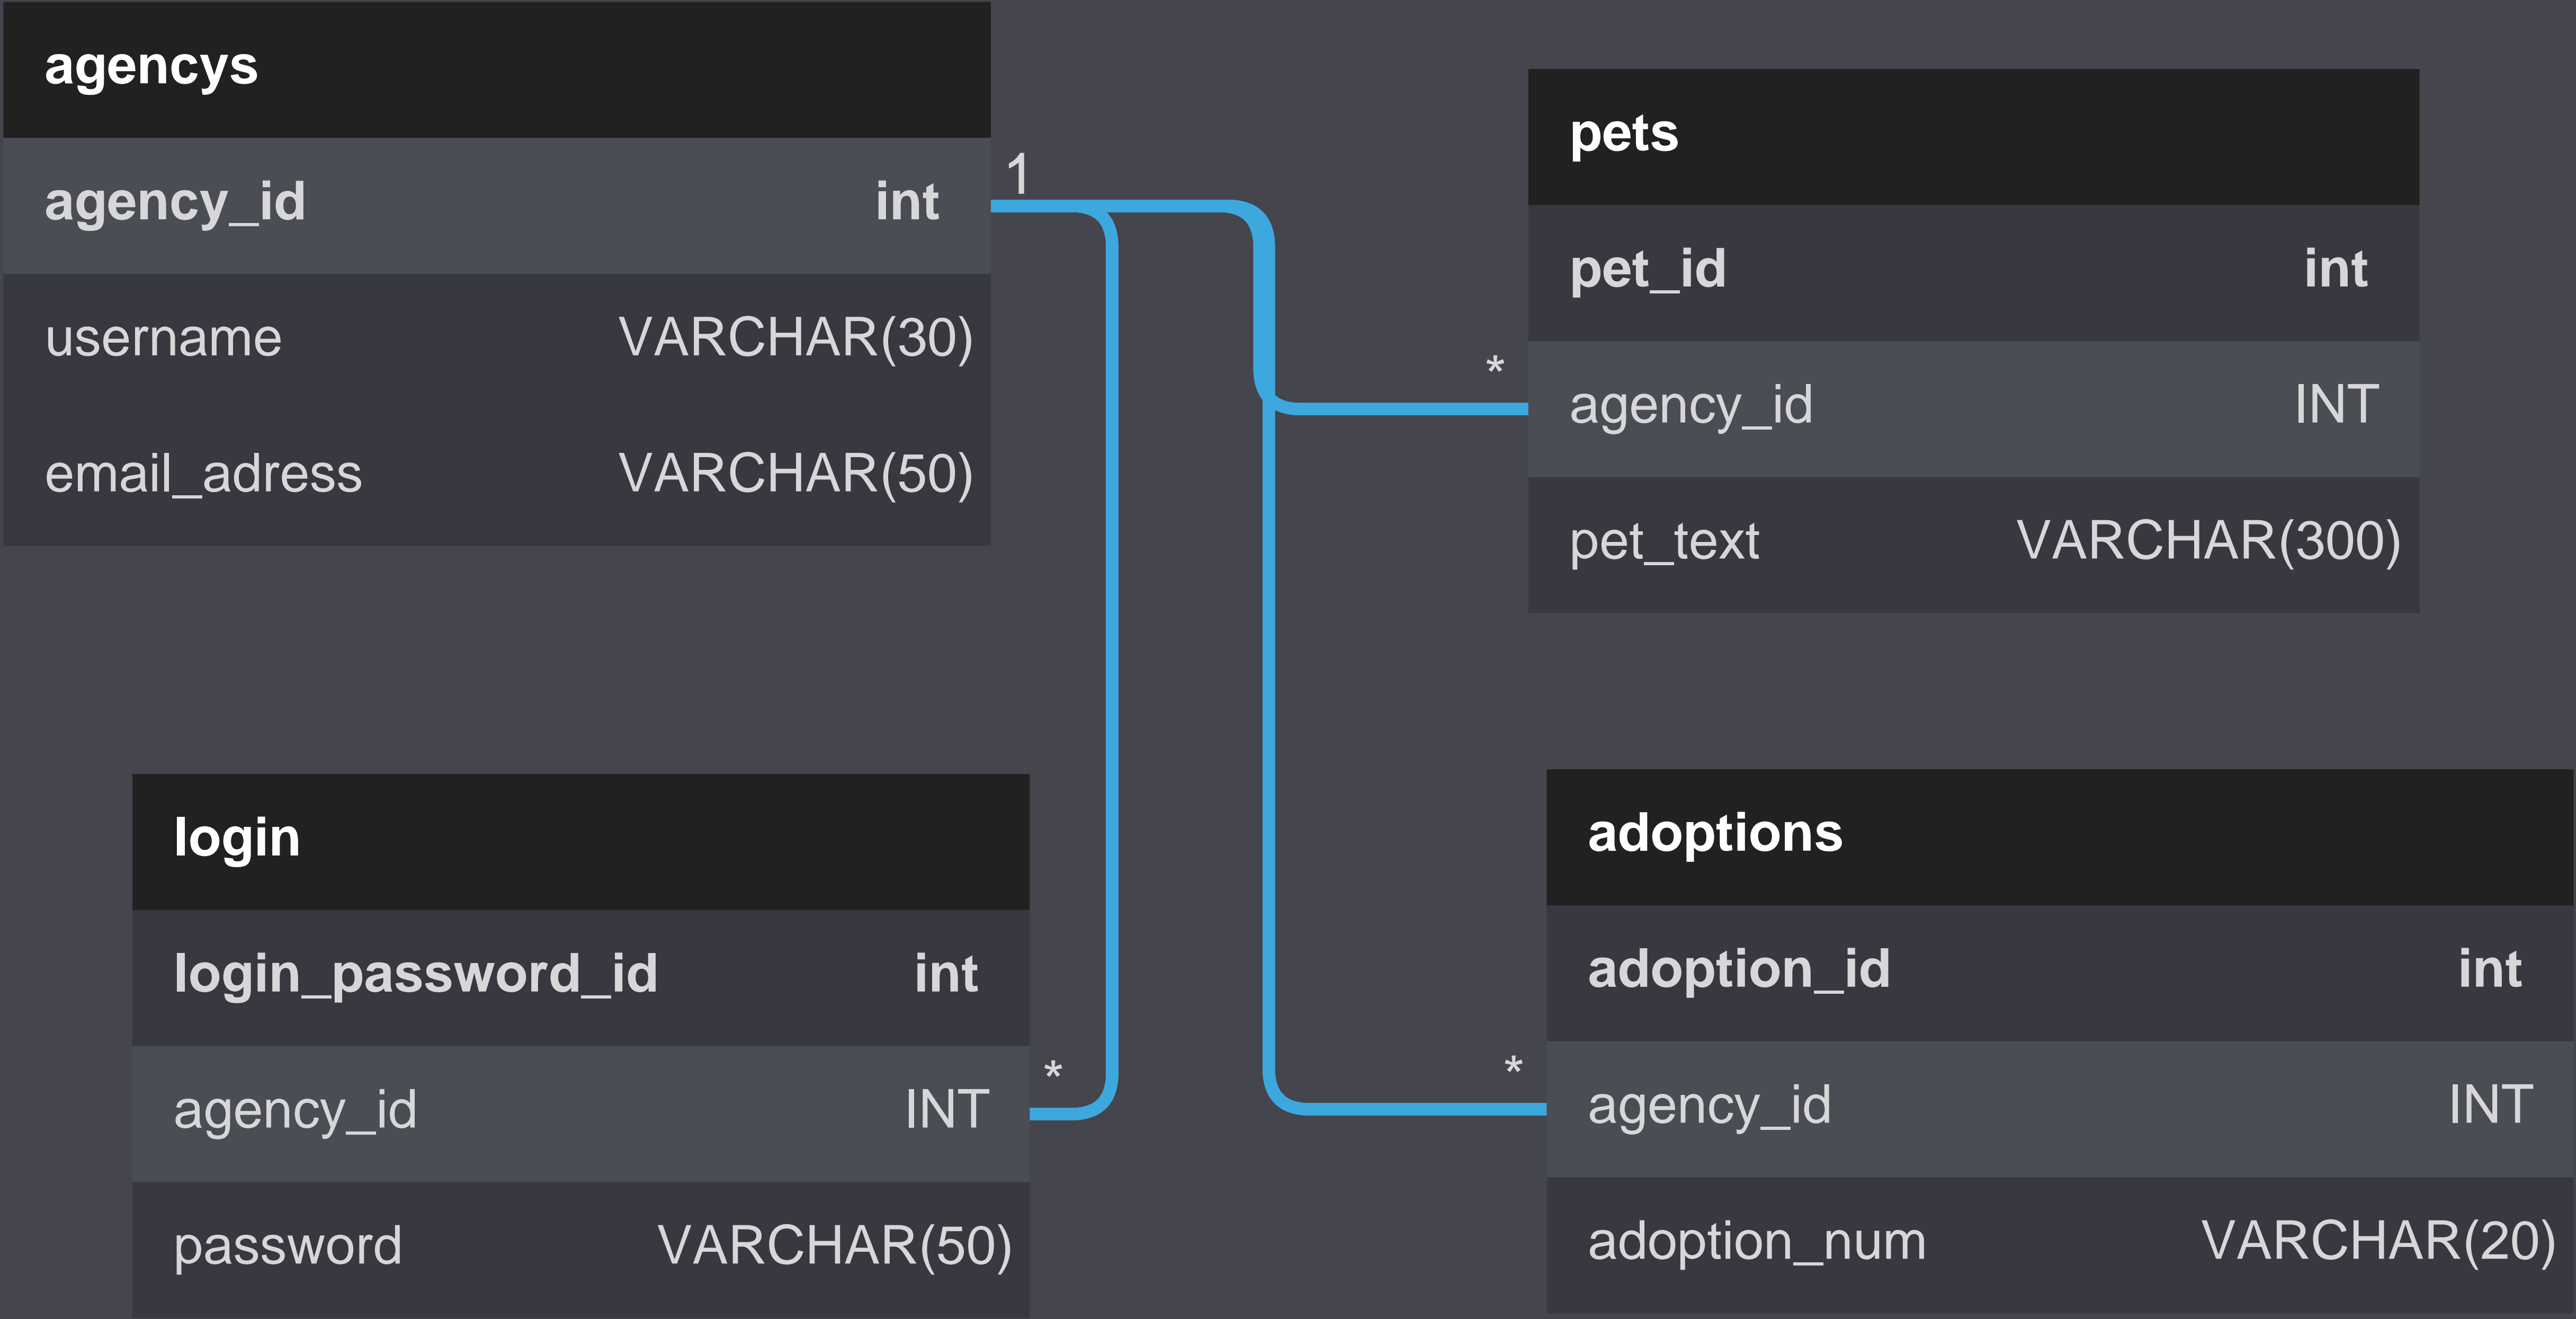 agencys
agency_id int
username VARCHAR(30)
email_adress VARCHAR(50)
1
pets
pet_id int
* agency_id INT
pet_text VARCHAR(300)
login
login_password_id int
agency_id INT *
password VARCHAR(50)
adoptions
adoption_id int
* agency_id INT
adoption_num VARCHAR(20)